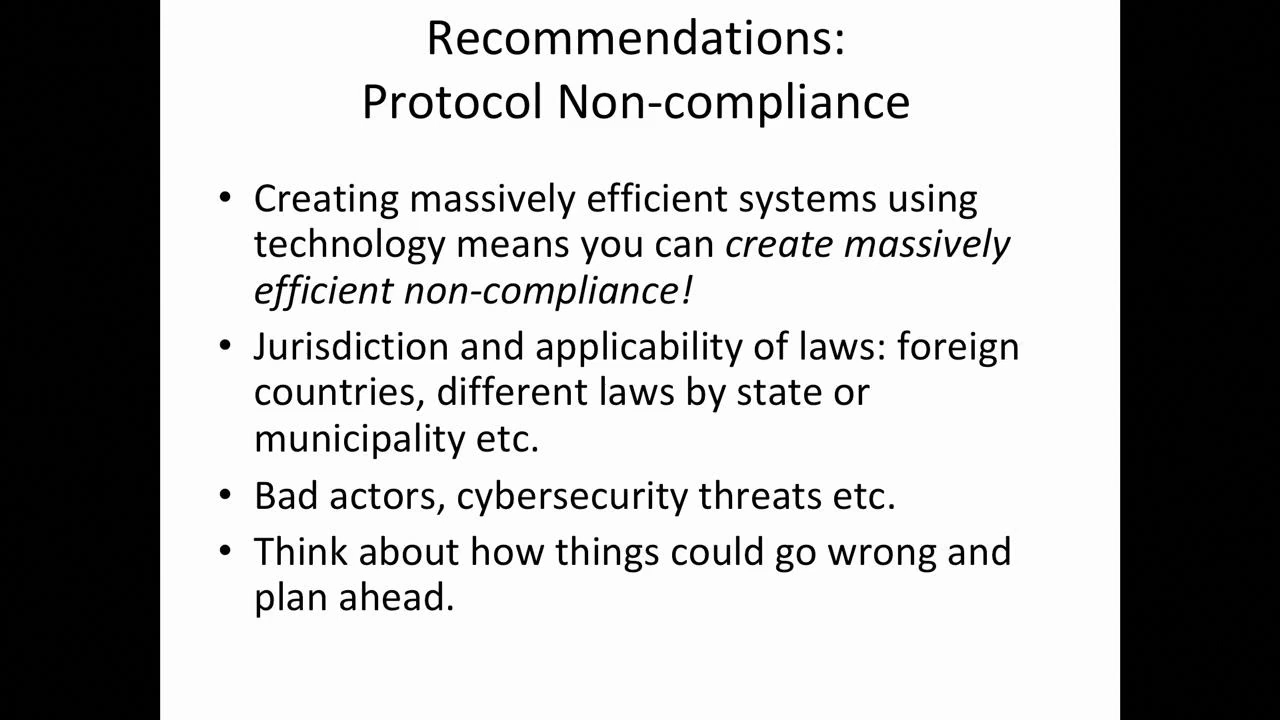 Recommendations:
Protocol Non-compliance
• Creating massively efficient systems using
technology means you can create massively
efficient non-compliance!
• Jurisdiction and applicability of laws: foreign
countries, different laws by state or
municipality etc.
• Bad actors, cybersecurity threats etc.
• Think about how things could go wrong and
plan ahead.